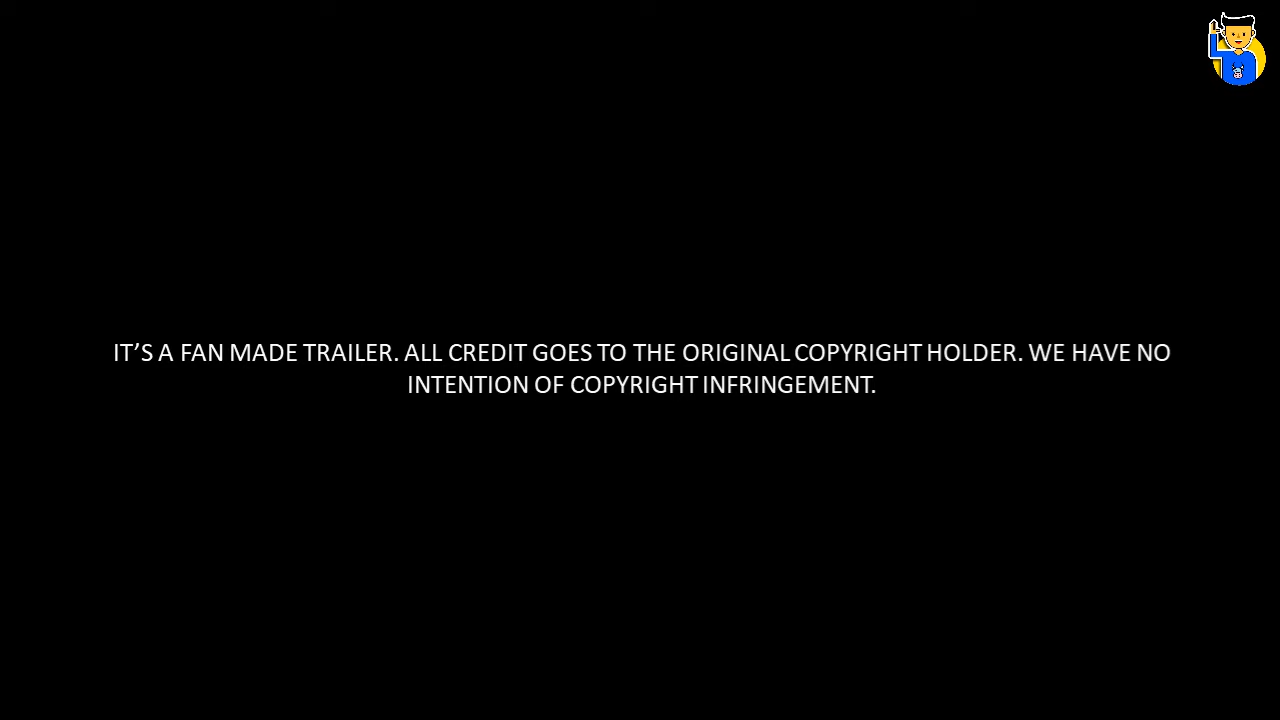 IT’S A FAN MADE TRAILER. ALL CREDIT GOES TO THE ORIGINAL COPYRIGHT HOLDER. WE HAVE NO
INTENTION OF COPYRIGHT INFRINGEMENT.